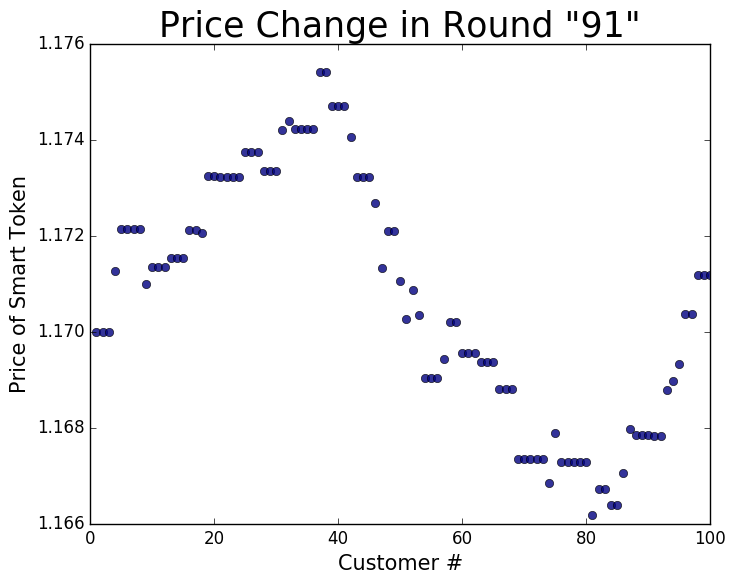 Price Change in Round "91"
1.176
1.174
1.172
1.170
1.168
1.166
Price of Smart Token
0 20 40 60 80 100
Customer #